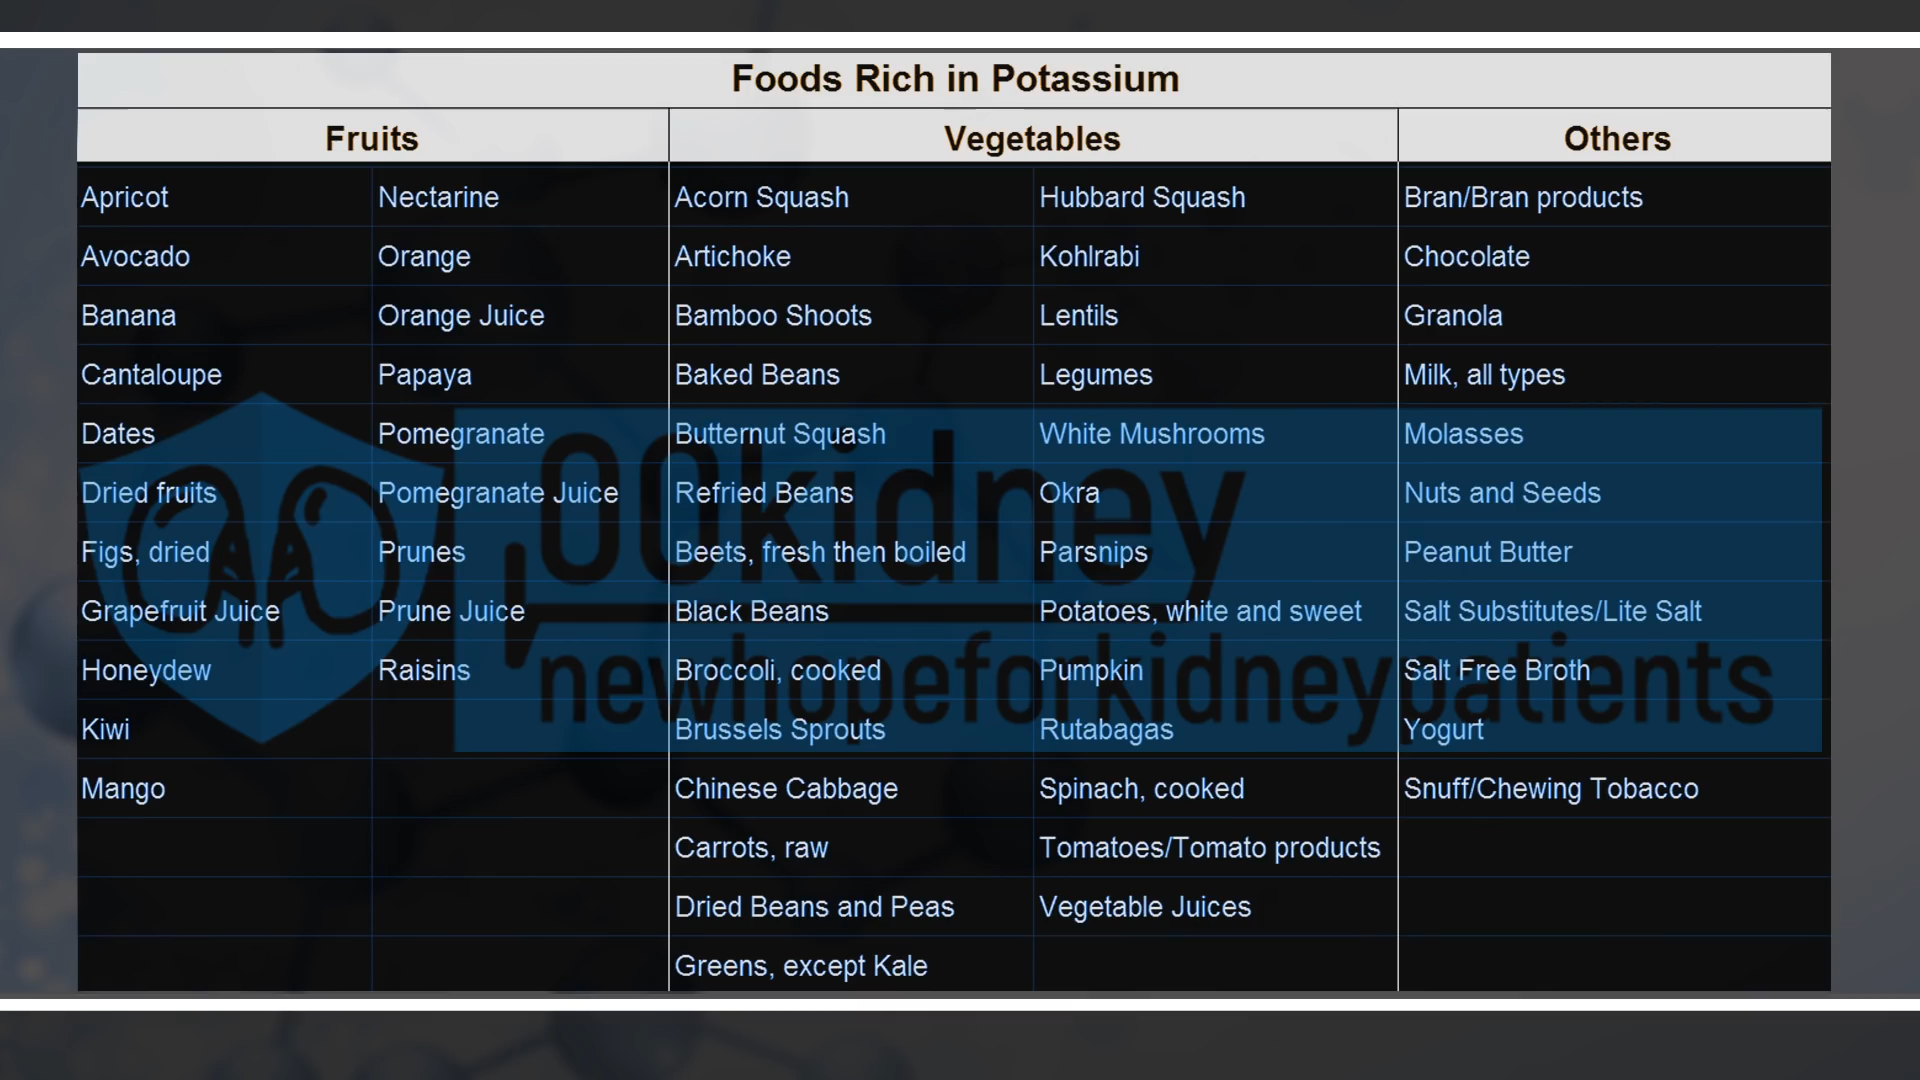 Foods Rich in Potassium
Fruits Vegetables Others
Apricot Nectarine Acorn Squash Hubbard Squash Bran/Bran products
Avocado Orange Artichoke Kohlrabi Chocolate
Banana Orange Juice Bamboo Shoots Lentils Granola
Cantaloupe Papaya Baked Beans Legumes Milk, all types
Dates Pomegranate Butternut Squash White Mushrooms Molasses
Dried fruits Pomegranate Juice Refried Beans Okra Nuts and Seeds
Figs, dried Prunes Beets, fresh then boiled Parsnips Peanut Butter
Grapefruit Juice Prune Juice Black Beans Potatoes, white and sweet Salt Substitutes/Lite Salt
Honeydew Raisins Broccoli, cooked Pumpkin Salt Free Broth
Kiwi Brussels Sprouts Rutabagas Yogurt
Mango Chinese Cabbage Spinach, cooked Snuff/Chewing Tobacco
Carrots, raw Tomatoes/Tomato products
Dried Beans and Peas Vegetable Juices
Greens, except Kale
00kidney
newhopeforkidneypatients